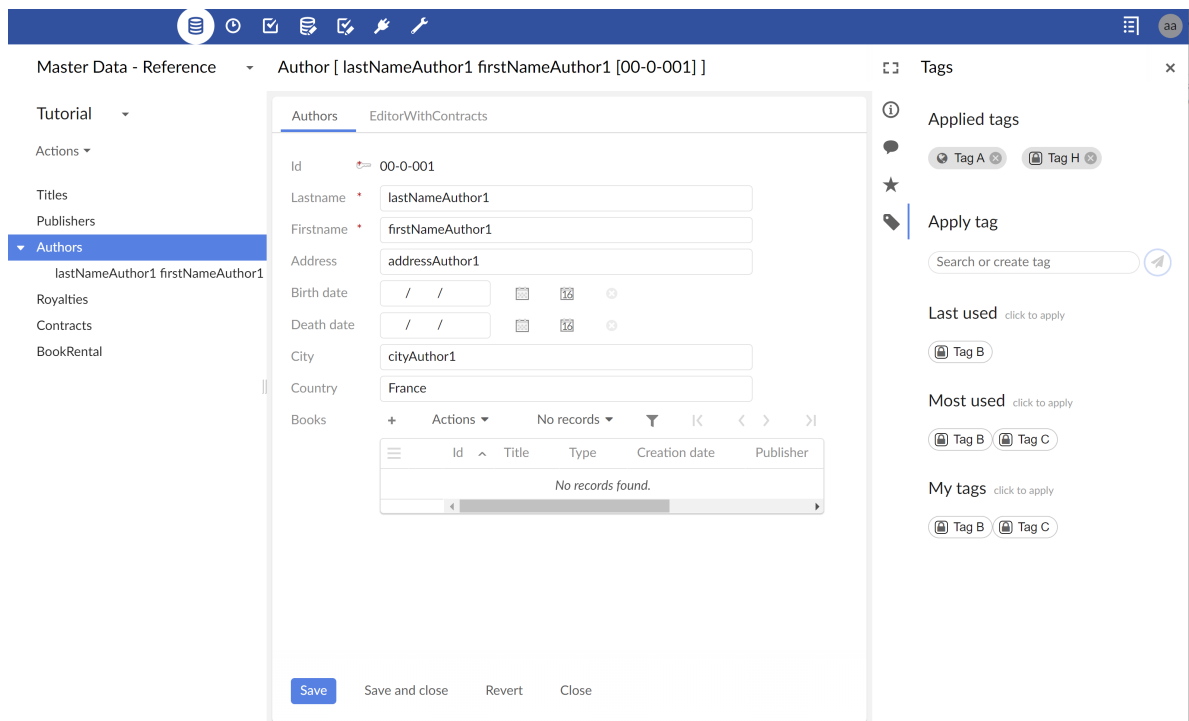 aa
Master Data - Reference
Author [ lastNameAuthor1 firstNameAuthor1 [00-0-001] ]
Tags
Tutorial
Actions
Titles
Publishers
Authors
lastNameAuthor1 firstNameAuthor1
Royalties
Contracts
BookRental
Authors EditorWithContracts
Id 00-0-001
Lastname * lastNameAuthor1
Firstname * firstNameAuthor1
Address addressAuthor1
Birth date / / 16
Death date / / 16
City cityAuthor1
Country France
Books + Actions No records
Id Title Type Creation date Publisher
No records found.
Save Save and close Revert Close
Applied tags
Tag A Tag H
Apply tag
Search or create tag
Last used click to apply
Tag B
Most used click to apply
Tag B Tag C
My tags click to apply
Tag B Tag C